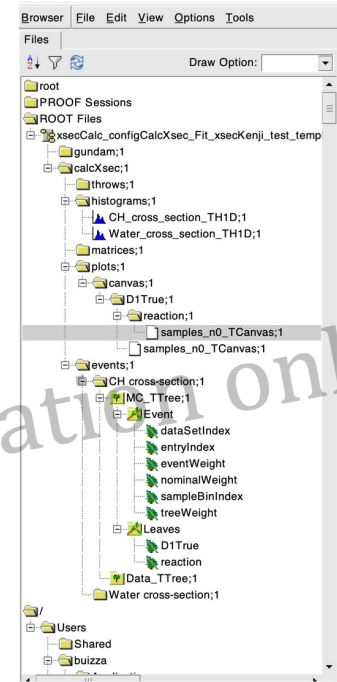 Browser File Edit View Options Tools
Files
Draw Option:
root
PROOF Sessions
ROOT Files
xsecCalc_configCalcXsec_Fit_xsecKenji_test_templ
gundam;1
calcXsec;1
throws;1
histograms;1
CH_cross_section_TH1D;1
Water_cross_section_TH1D;1
matrices;1
plots;1
canvas;1
D1True;1
reaction;1
samples_n0_TCanvas;1
samples_n0_TCanvas;1
events;1
CH cross-section;1
MC_TTree;1
Event
dataSetIndex
entryIndex
eventWeight
nominalWeight
sampleBinIndex
treeWeight
Leaves
D1True
reaction
Data_TTree;1
Water cross-section;1
/
Users
Shared
buizza